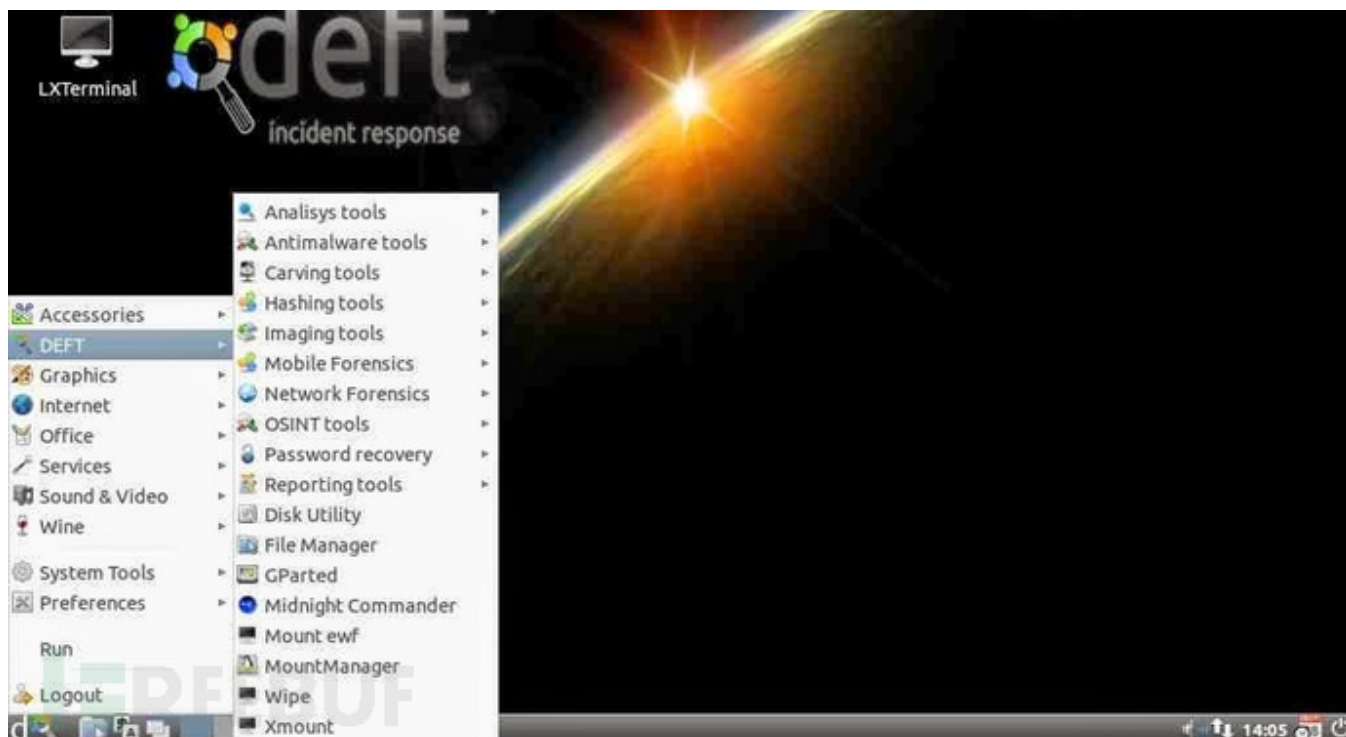 LXTerminal
deft
incident response
Analisys tools
Antimalware tools
Carving tools
Hashing tools
Imaging tools
Mobile Forensics
Network Forensics
OSINT tools
Password recovery
Reporting tools
Disk Utility
File Manager
GParted
Midnight Commander
Mount ewf
MountManager
Wipe
Xmount
Accessories
DEFT
Graphics
Internet
Office
Services
Sound & Video
Wine
System Tools
Preferences
Run
Logout
14:05